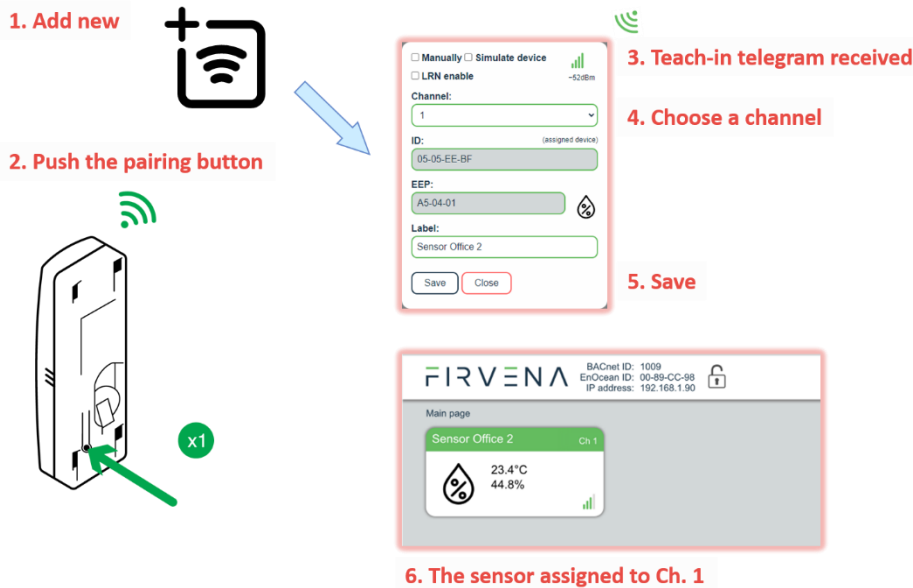 1. Add new
2. Push the pairing button
x1
Manually Simulate device
LRN enable
~52dBm
Channel:
1
ID: (assigned device)
05-05-EE-BF
EEP:
A5-04-01
Label:
Sensor Office 2
Save Close
3. Teach-in telegram received
4. Choose a channel
5. Save
FIRVENA
BACnet ID: 1009
EnOcean ID: 00-89-CC-98
IP address: 192.168.1.90
Main page
Sensor Office 2 Ch 1
23.4°C
44.8%
6. The sensor assigned to Ch. 1